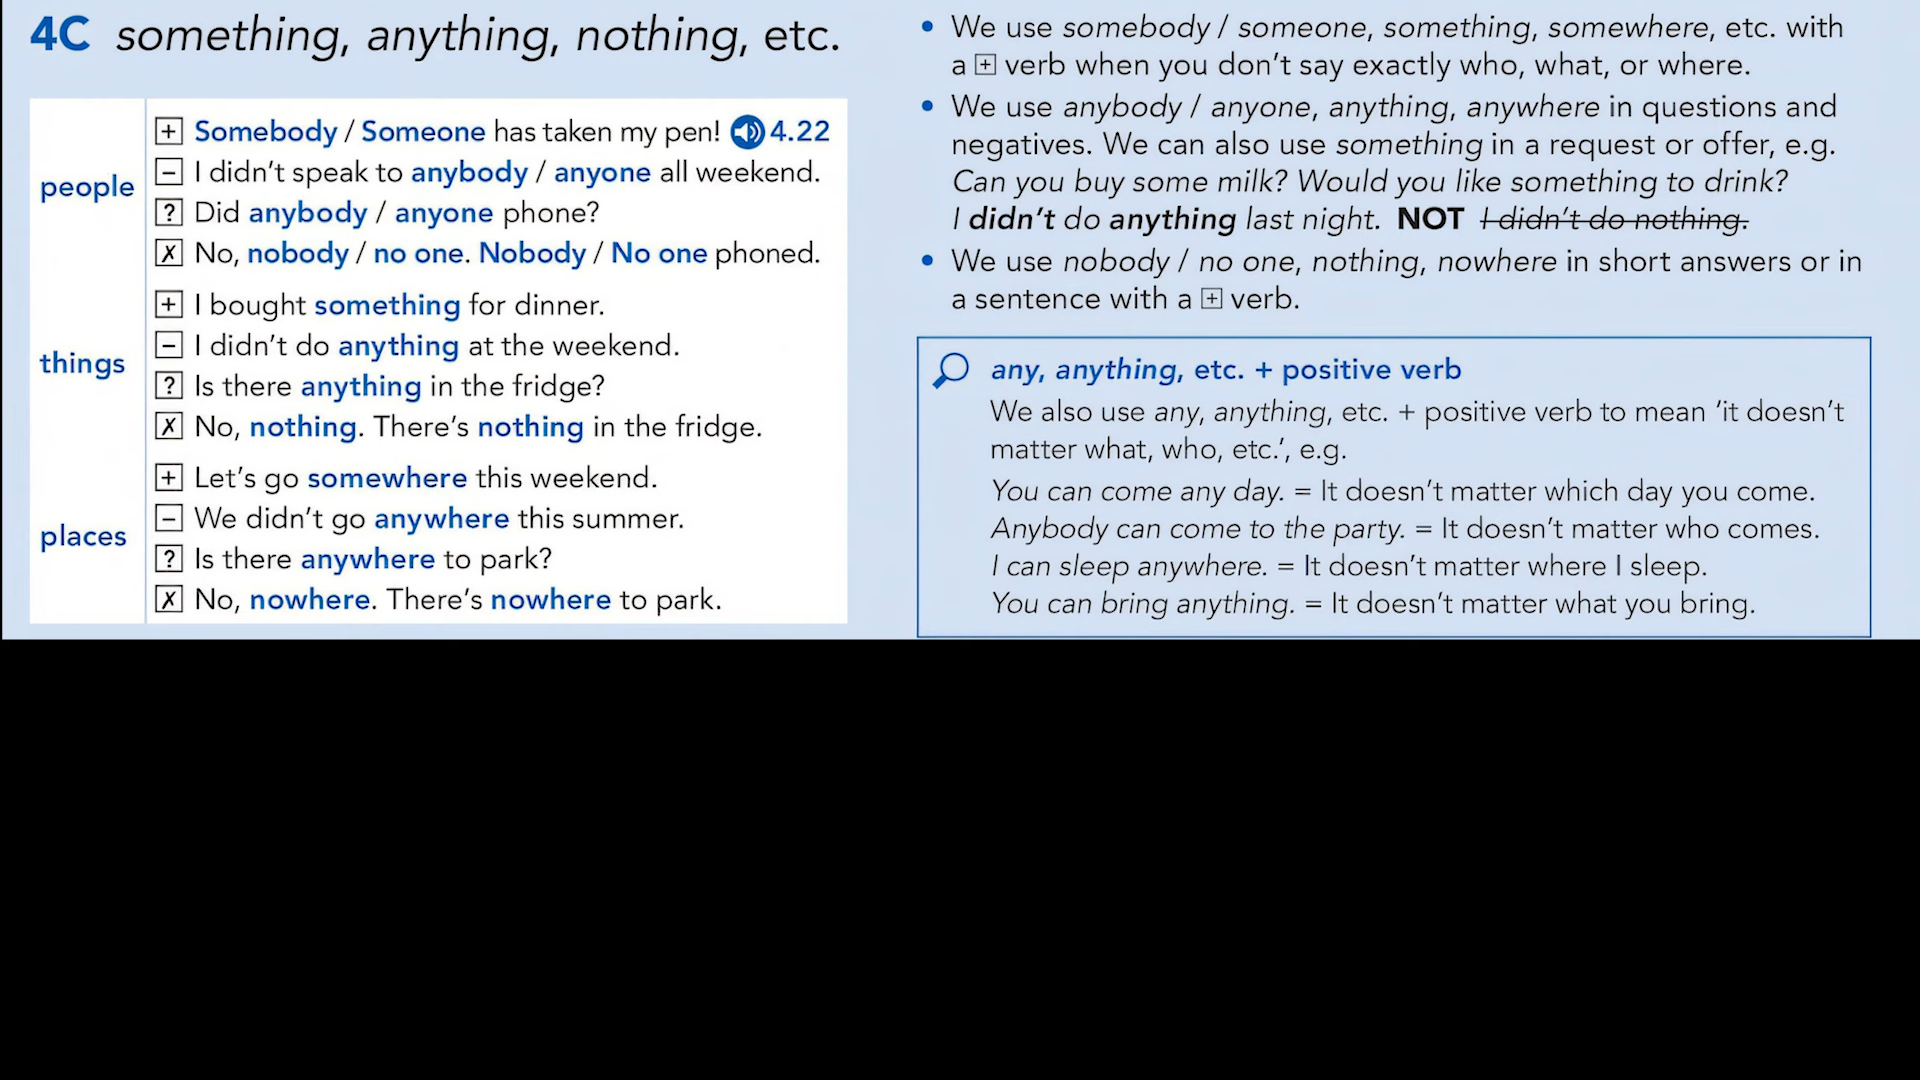 4C something, anything, nothing, etc.
people
+ Somebody / Someone has taken my pen! 4.22
– I didn't speak to anybody / anyone all weekend.
? Did anybody / anyone phone?
✗ No, nobody / no one. Nobody / No one phoned.
things
+ I bought something for dinner.
– I didn't do anything at the weekend.
? Is there anything in the fridge?
✗ No, nothing. There's nothing in the fridge.
places
+ Let's go somewhere this weekend.
– We didn't go anywhere this summer.
? Is there anywhere to park?
✗ No, nowhere. There's nowhere to park.
• We use somebody / someone, something, somewhere, etc. with
a + verb when you don't say exactly who, what, or where.
• We use anybody / anyone, anything, anywhere in questions and
negatives. We can also use something in a request or offer, e.g.
Can you buy some milk? Would you like something to drink?
I didn't do anything last night. NOT I didn't do nothing.
• We use nobody / no one, nothing, nowhere in short answers or in
a sentence with a + verb.
any, anything, etc. + positive verb
We also use any, anything, etc. + positive verb to mean 'it doesn't
matter what, who, etc.', e.g.
You can come any day. = It doesn't matter which day you come.
Anybody can come to the party. = It doesn't matter who comes.
I can sleep anywhere. = It doesn't matter where I sleep.
You can bring anything. = It doesn't matter what you bring.